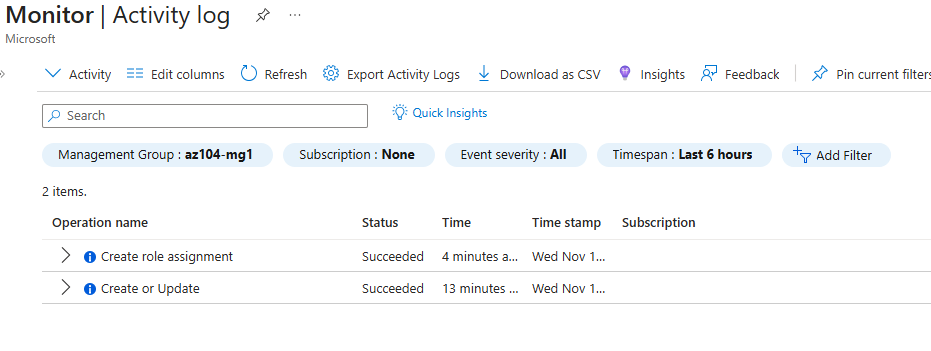 Monitor | Activity log
Microsoft
Activity Edit columns Refresh Export Activity Logs Download as CSV Insights Feedback Pin current filters
Search Quick Insights
Management Group : az104-mg1 Subscription : None Event severity : All Timespan : Last 6 hours Add Filter
2 items.
Operation name Status Time Time stamp Subscription
Create role assignment Succeeded 4 minutes a... Wed Nov 1...
Create or Update Succeeded 13 minutes ... Wed Nov 1...